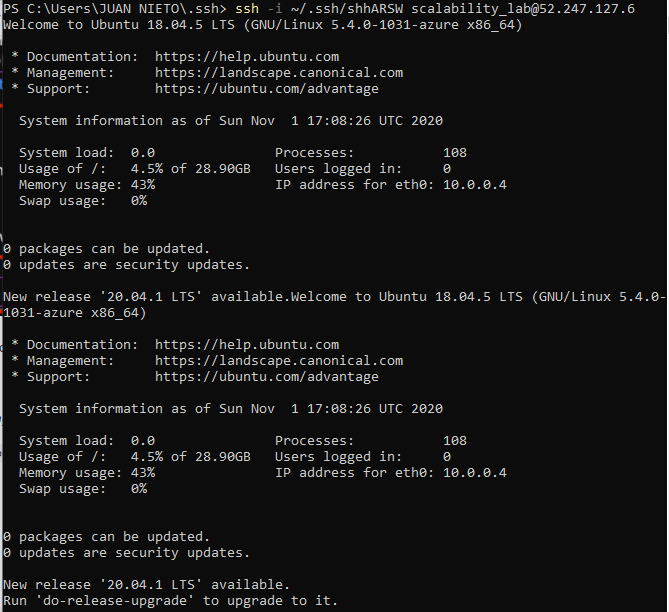 PS C:\Users\JUAN NIETO\.ssh> ssh -i ~/.ssh/shhARSW scalability_lab@52.247.127.6
Welcome to Ubuntu 18.04.5 LTS (GNU/Linux 5.4.0-1031-azure x86_64)
* Documentation:  https://help.ubuntu.com
* Management:     https://landscape.canonical.com
* Support:        https://ubuntu.com/advantage
System information as of Sun Nov  1 17:08:26 UTC 2020
System load:  0.0               Processes:           108
Usage of /:   4.5% of 28.90GB   Users logged in:     0
Memory usage: 43%               IP address for eth0: 10.0.0.4
Swap usage:   0%
0 packages can be updated.
0 updates are security updates.
New release '20.04.1 LTS' available.Welcome to Ubuntu 18.04.5 LTS (GNU/Linux 5.4.0-
1031-azure x86_64)
* Documentation:  https://help.ubuntu.com
* Management:     https://landscape.canonical.com
* Support:        https://ubuntu.com/advantage
System information as of Sun Nov  1 17:08:26 UTC 2020
System load:  0.0               Processes:           108
Usage of /:   4.5% of 28.90GB   Users logged in:     0
Memory usage: 43%               IP address for eth0: 10.0.0.4
Swap usage:   0%
0 packages can be updated.
0 updates are security updates.
New release '20.04.1 LTS' available.
Run 'do-release-upgrade' to upgrade to it.